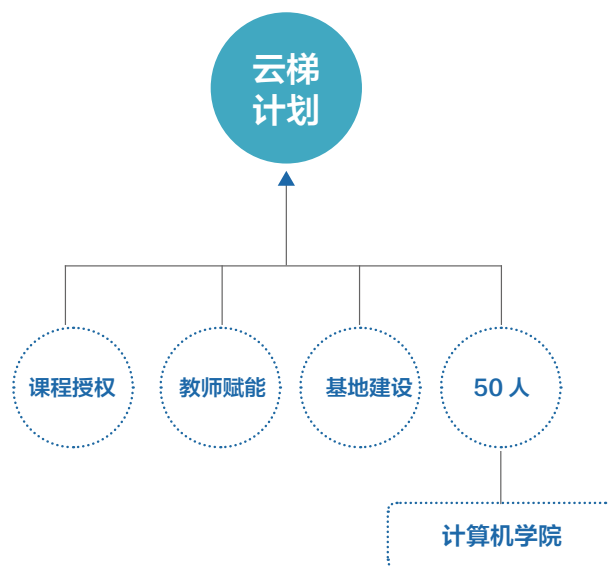 云梯
计划
课程授权
教师赋能
基地建设
50 人
计算机学院